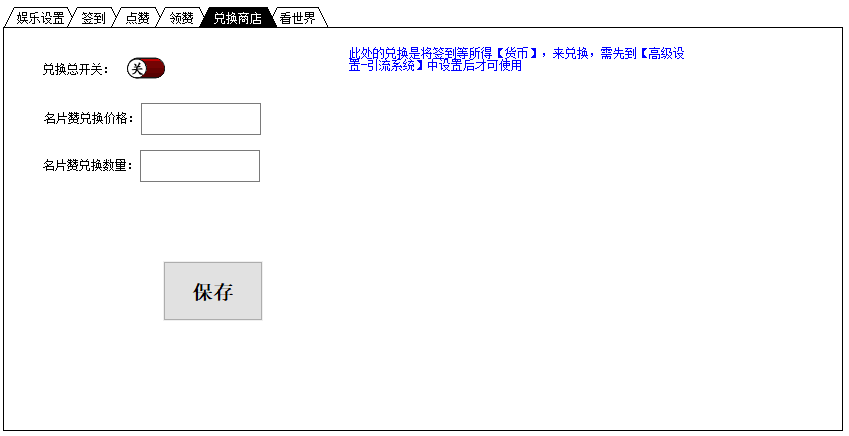 娱乐设置 签到 点赞 领赞 兑换商店 看世界
兑换总开关： 关
此处的兑换是将签到等所得【货币】，来兑换，需先到【高级设
置-引流系统】中设置后才可使用
名片赞兑换价格：
名片赞兑换数量：
保存